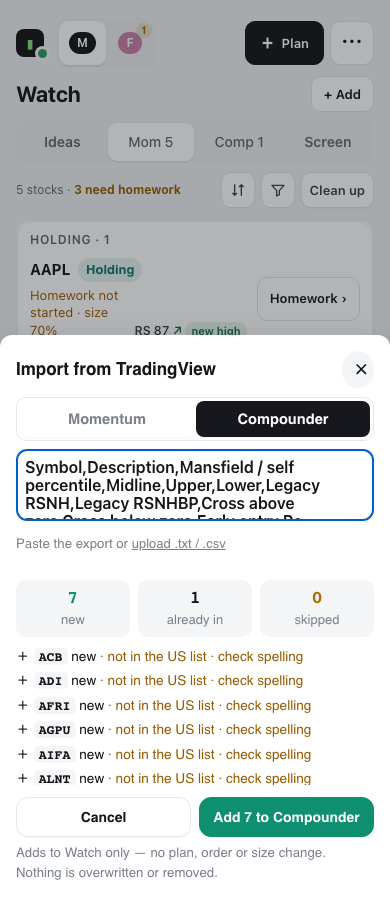 M
F
1
+ Plan
...
Watch
+ Add
Ideas
Mom 5
Comp 1
Screen
5 stocks · 3 need homework
Clean up
HOLDING · 1
AAPL Holding
Homework not
started · size
70%
RS 87 ↗ new high
Homework ›
Import from TradingView
×
Momentum
Compounder
Symbol,Description,Mansfield / self
percentile,Midline,Upper,Lower,Legacy
RSNH,Legacy RSNHBP,Cross above
Paste the export or upload .txt / .csv
7
new
1
already in
0
skipped
+ ACB new · not in the US list · check spelling
+ ADI new · not in the US list · check spelling
+ AFRI new · not in the US list · check spelling
+ AGPU new · not in the US list · check spelling
+ AIFA new · not in the US list · check spelling
+ ALNT new · not in the US list · check spelling
Cancel
Add 7 to Compounder
Adds to Watch only — no plan, order or size change.
Nothing is overwritten or removed.